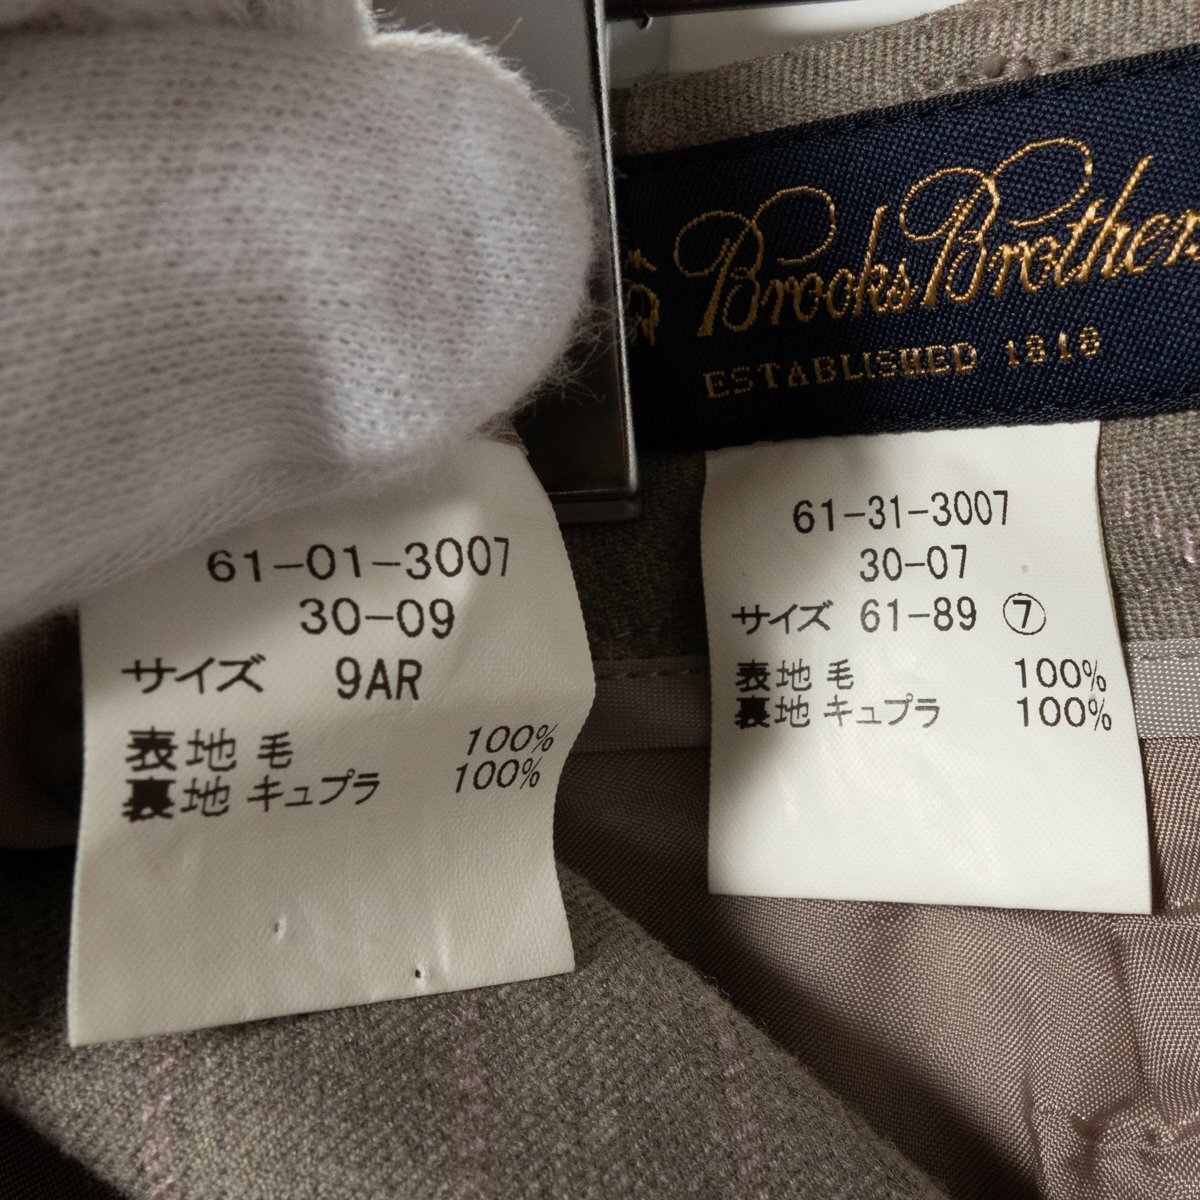 Brooks Brother
ESTABLISHED 1818
61-01-3007
30-09
サイズ 9AR
表地 毛 100%
裏地 キュプラ 100%
61-31-3007
30-07
サイズ 61-89 ⑦
表地 毛 100%
裏地 キュプラ 100%